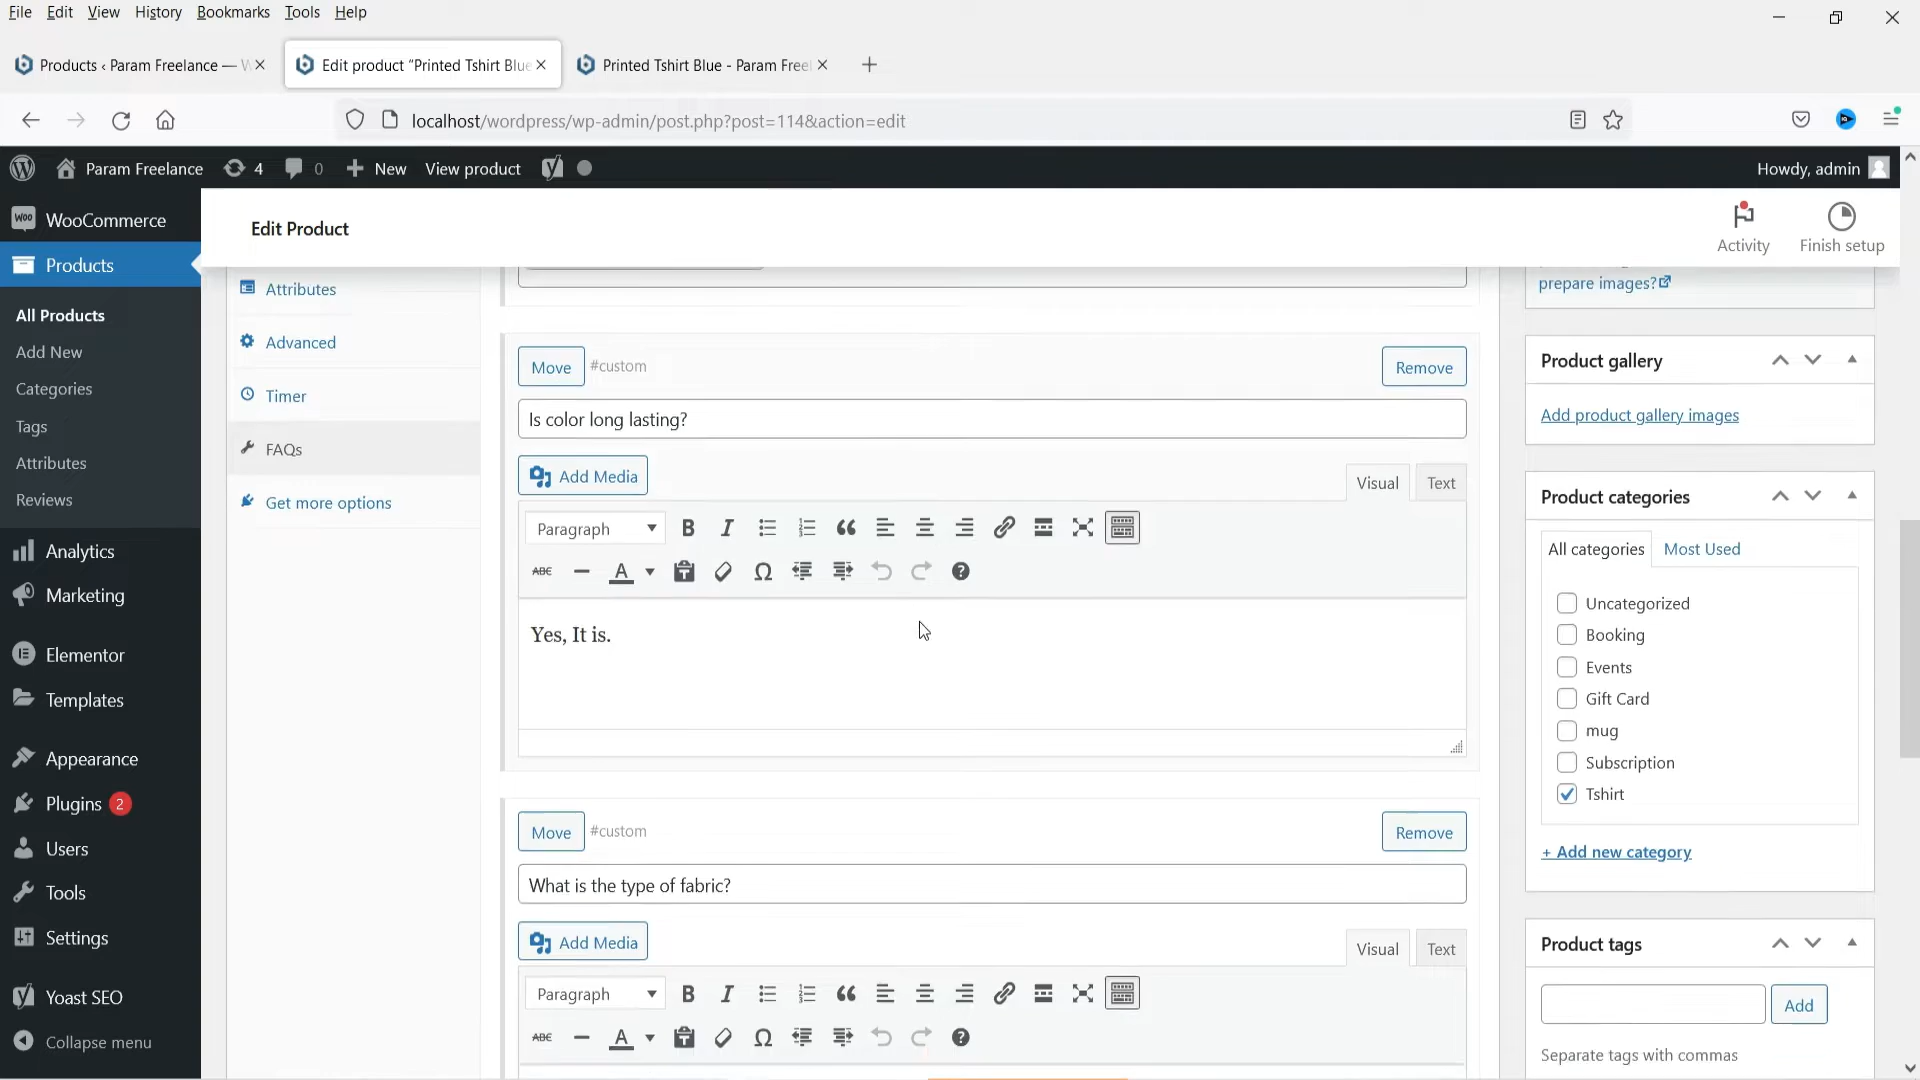 File Edit View History Bookmarks Tools Help
Products ‹ Param Freelance — W
Edit product "Printed Tshirt Blue
Printed Tshirt Blue - Param Freel
localhost/wordpress/wp-admin/post.php?post=114&action=edit
Param Freelance 4 0 New View product
Howdy, admin
WooCommerce
Products
All Products
Add New
Categories
Tags
Attributes
Reviews
Analytics
Marketing
Elementor
Templates
Appearance
Plugins 2
Users
Tools
Settings
Yoast SEO
Collapse menu
Edit Product
Activity
Finish setup
Attributes
Advanced
Timer
FAQs
Get more options
Move #custom Remove
Is color long lasting?
Add Media
Visual Text
Paragraph B I
ABC A Ω
Yes, It is.
Move #custom Remove
What is the type of fabric?
Add Media
Visual Text
Paragraph B I
ABC A Ω
prepare images?
Product gallery
Add product gallery images
Product categories
All categories Most Used
Uncategorized
Booking
Events
Gift Card
mug
Subscription
Tshirt
+ Add new category
Product tags
Add
Separate tags with commas